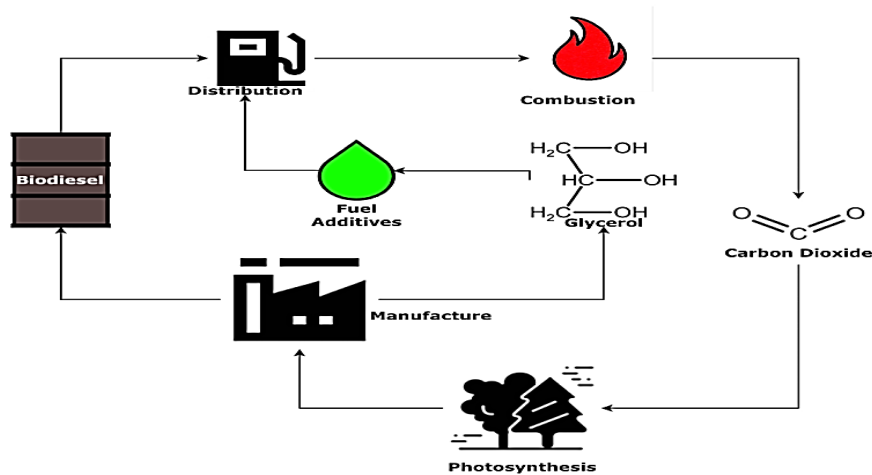 Distribution
Combustion
Biodiesel
H₂C OH
HC OH
H₂C OH
Glycerol
Fuel
Additives
O C O
Carbon Dioxide
Manufacture
Photosynthesis